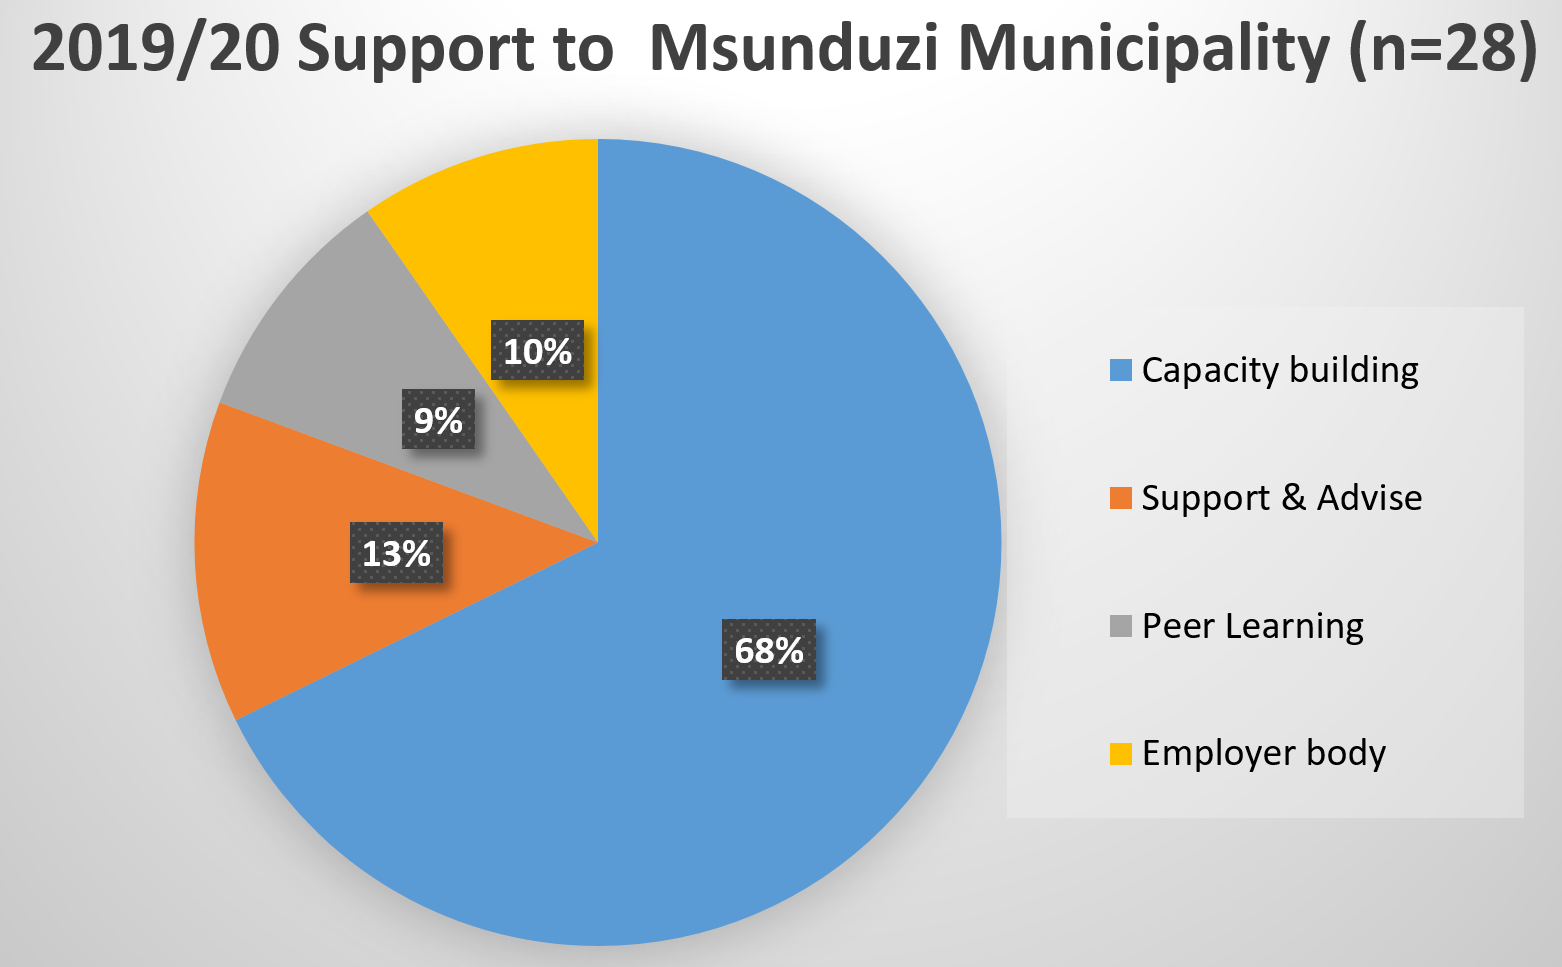 2019/20 Support to  Msunduzi Municipality (n=28)
10%
9%
13%
68%
Capacity building
Support & Advise
Peer Learning
Employer body